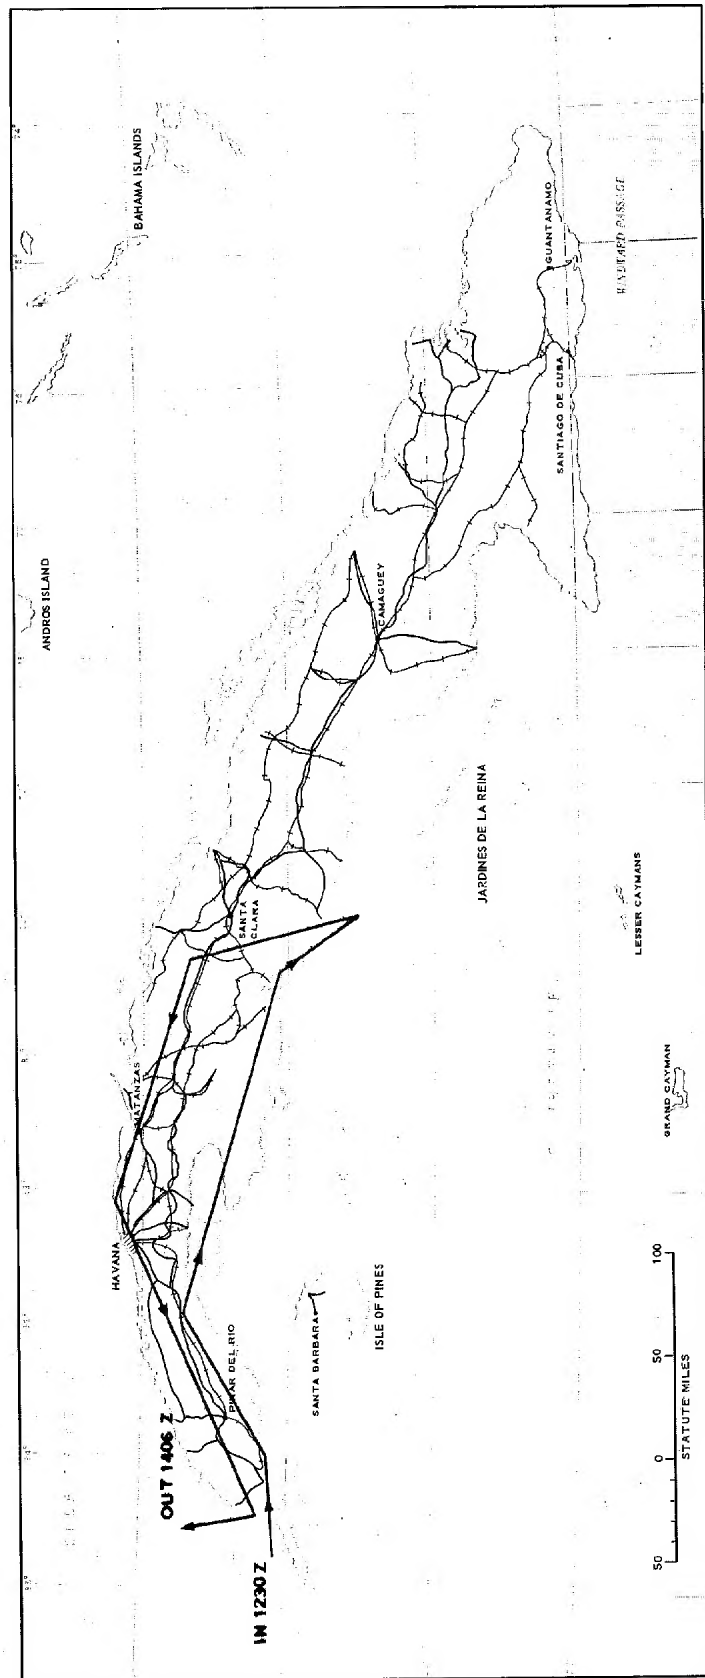 74°
BAHAMA ISLANDS
ANDROS ISLAND
GUANTANAMO
WINDWARD PASSAGE
SANTIAGO DE CUBA
CAMAGUEY
JARDINES DE LA REINA
SANTA
CLARA
LESSER CAYMANS
MATANZAS
GRAND CAYMAN
HAVANA
PINAR DEL RIO
SANTA BARBARA
ISLE OF PINES
OUT 1406 Z
IN 1230 Z
50 0 50 100
STATUTE MILES